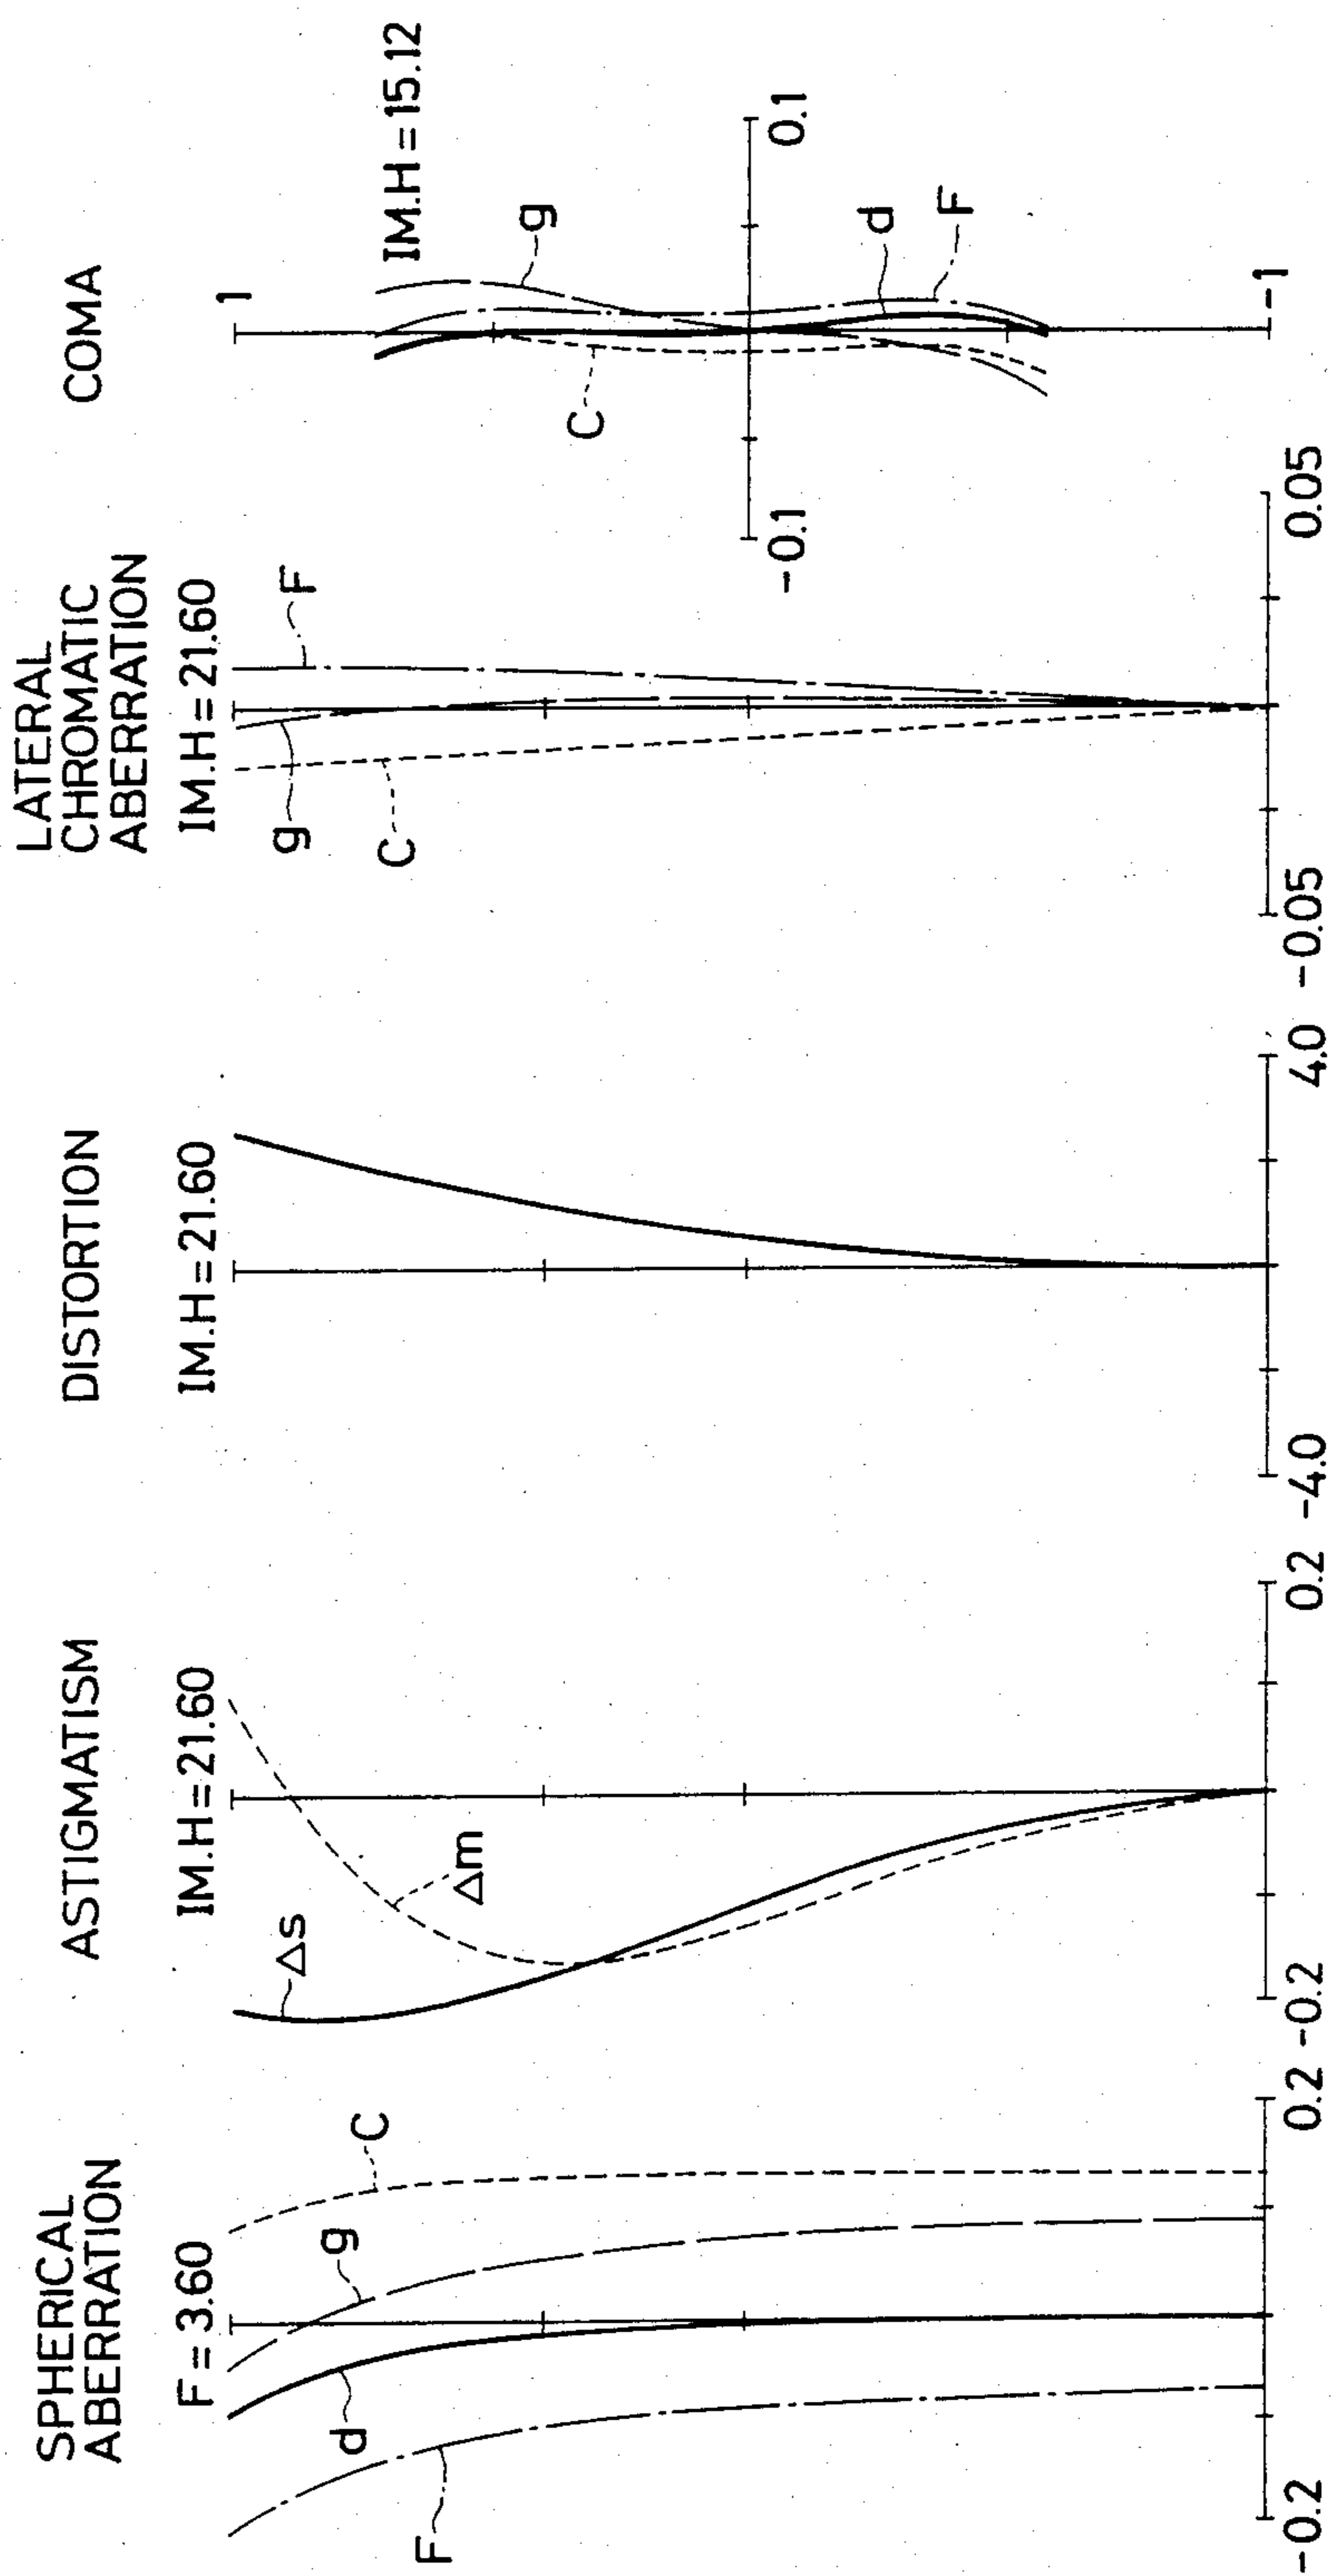 SPHERICAL
ABERRATION
F = 3.60
F
d
g
C
-0.2
0.2
ASTIGMATISM
IM.H = 21.60
Δs
Δm
-0.2
0.2
DISTORTION
IM.H = 21.60
-4.0
4.0
LATERAL
CHROMATIC
ABERRATION
IM.H = 21.60
g
C
F
-0.05
0.05
COMA
1
IM.H = 15.12
g
C
-0.1
0.1
d
F
-1